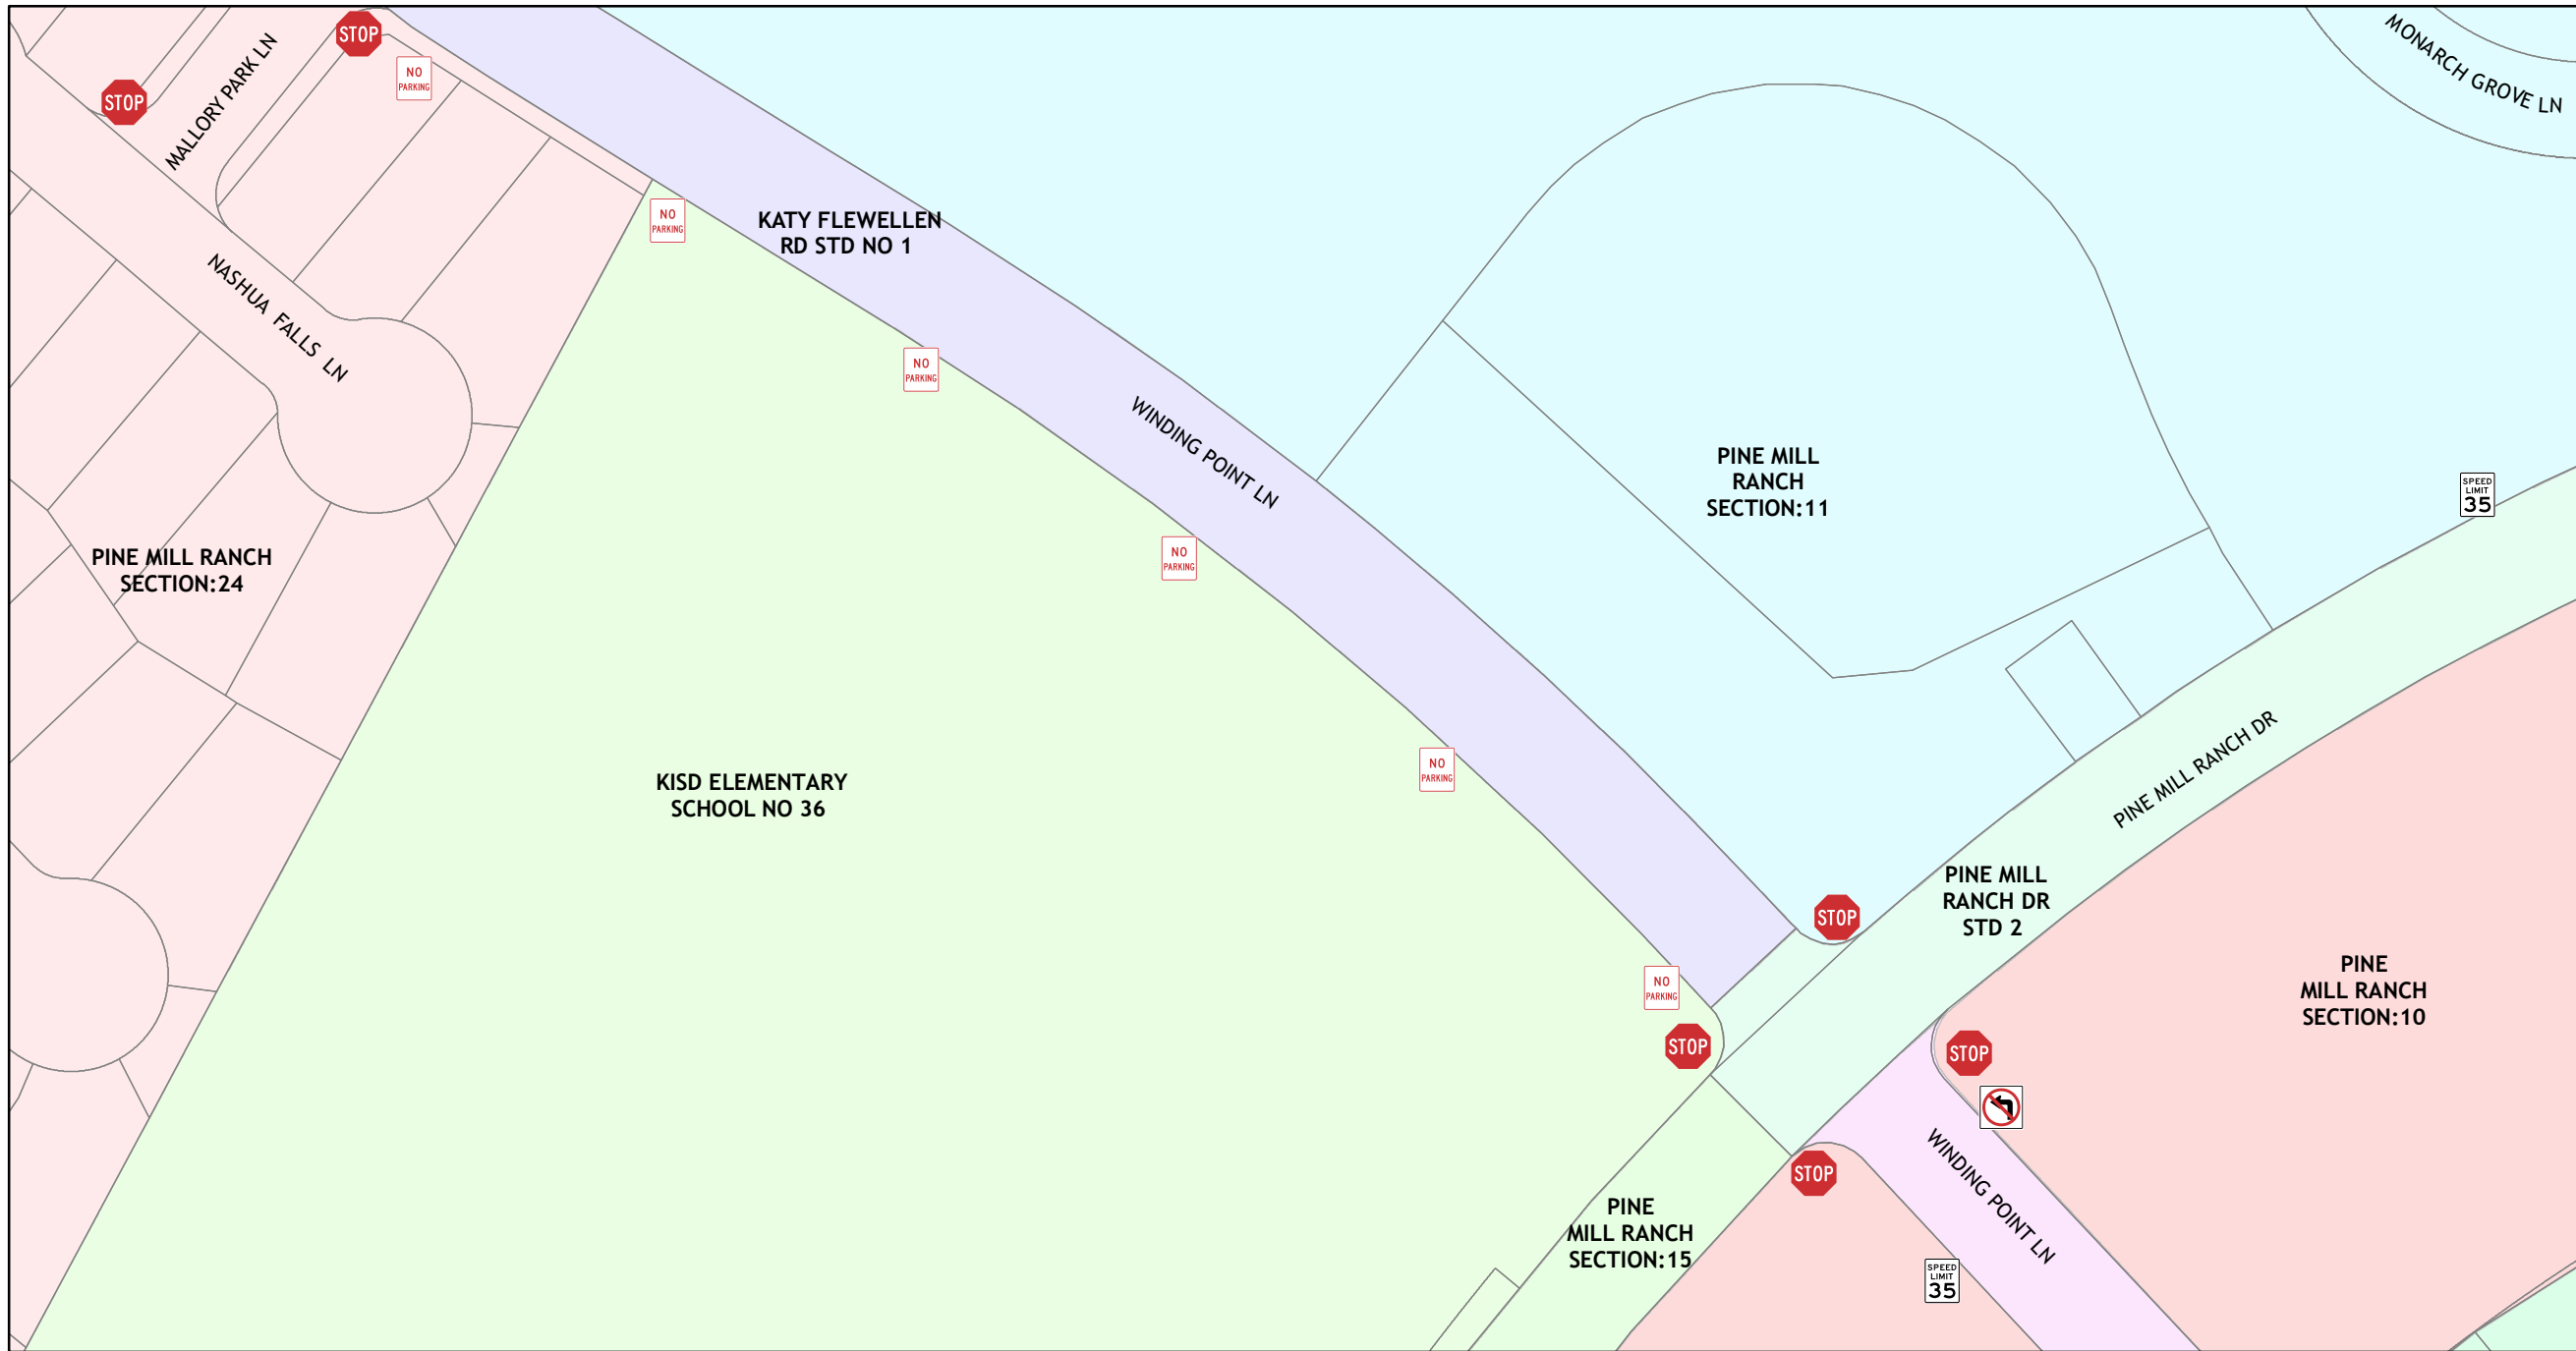 STOP
MALLORY PARK LN
STOP
NO
PARKING
MONARCH GROVE LN
NO
PARKING
KATY FLEWELLEN
RD STD NO 1
NASHUA FALLS LN
NO
PARKING
WINDING POINT LN
PINE MILL
RANCH
SECTION:11
SPEED
LIMIT
35
NO
PARKING
PINE MILL RANCH
SECTION:24
NO
PARKING
KISD ELEMENTARY
SCHOOL NO 36
PINE MILL RANCH DR
STOP
PINE MILL
RANCH DR
STD 2
NO
PARKING
PINE
MILL RANCH
SECTION:10
STOP
STOP
STOP
WINDING POINT LN
PINE
MILL RANCH
SECTION:15
SPEED
LIMIT
35